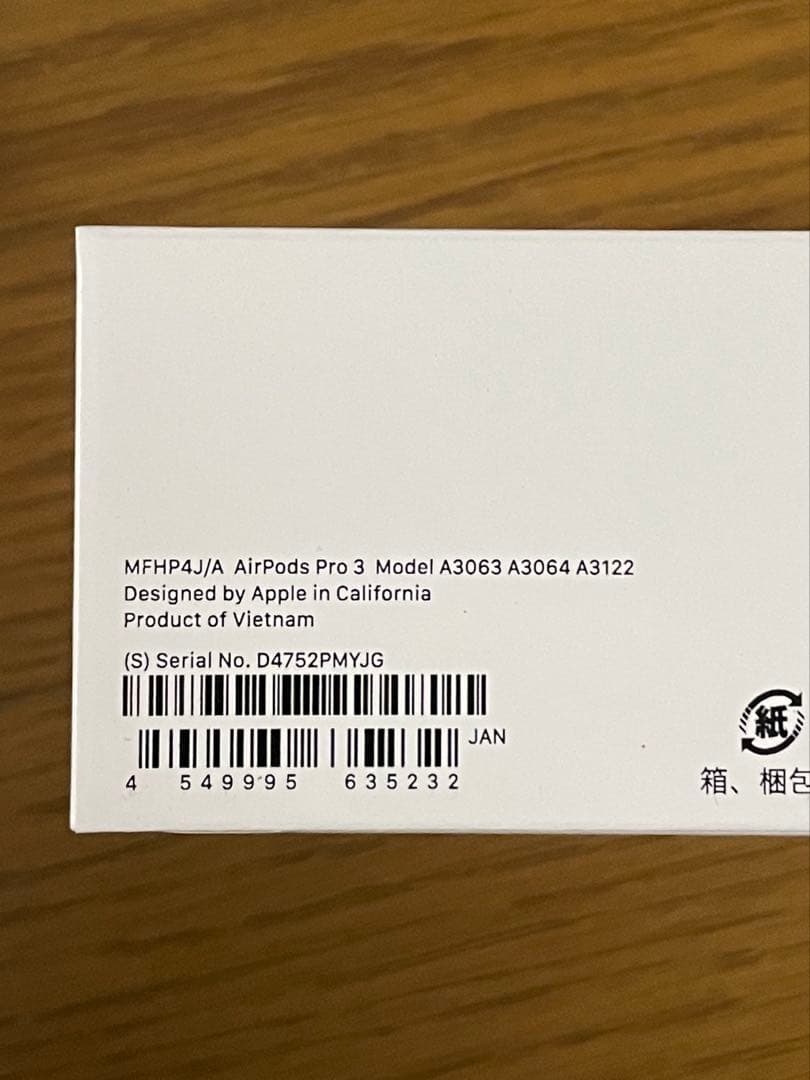 MFHP4J/A AirPods Pro 3 Model A3063 A3064 A3122
Designed by Apple in California
Product of Vietnam
(S) Serial No. D4752PMYJG
JAN
4 549995 635232
紙
箱、梱包